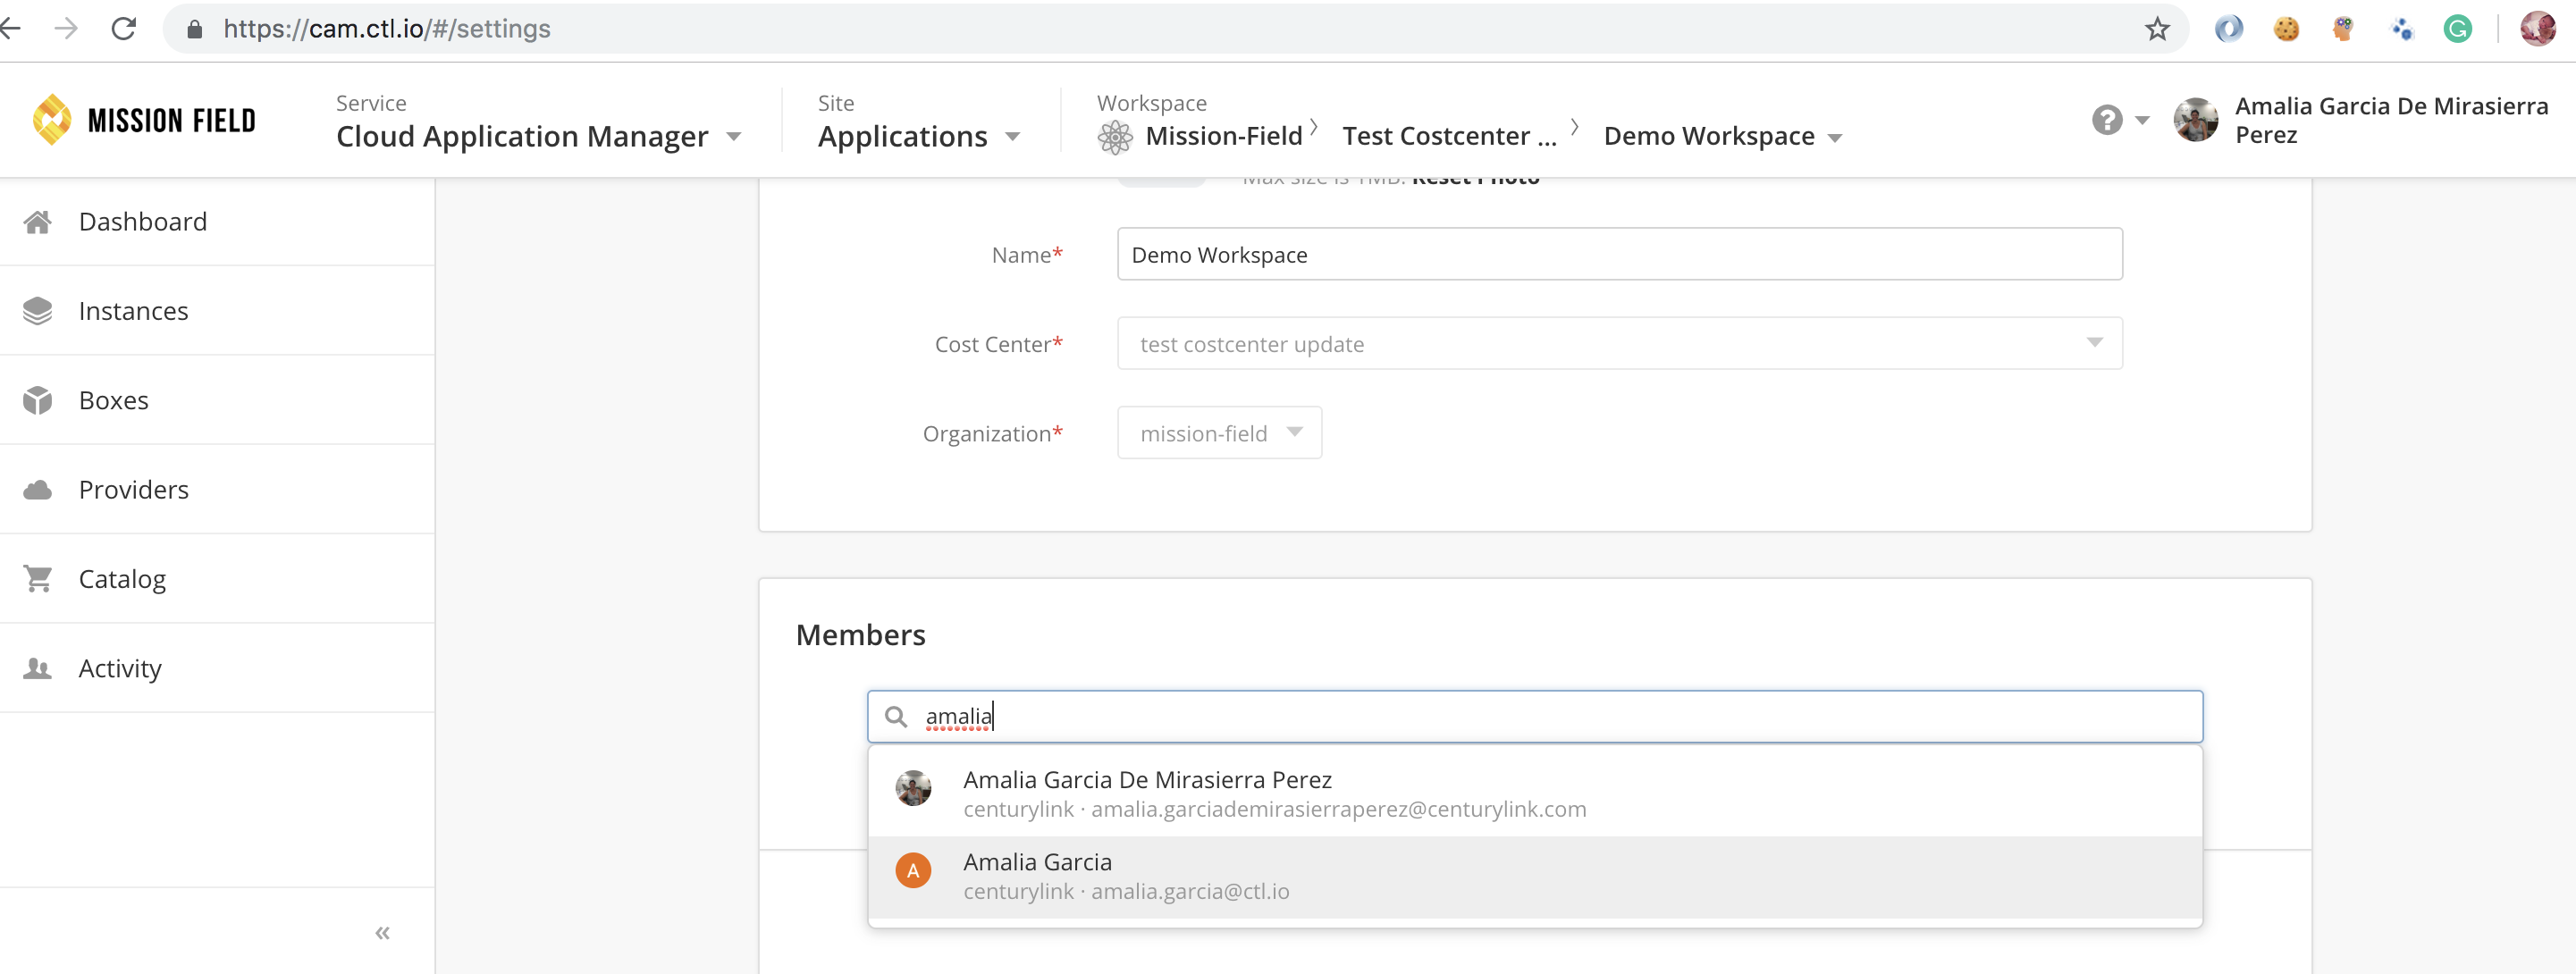 https://cam.ctl.io/#/settings
MISSION FIELD
Service
Cloud Application Manager
Site
Applications
Workspace
Mission-Field
Test Costcenter ...
Demo Workspace
Amalia Garcia De Mirasierra
Perez
Dashboard
Instances
Boxes
Providers
Catalog
Activity
«
Max size is 1MB. Reset Photo
Name*
Demo Workspace
Cost Center*
test costcenter update
Organization*
mission-field
Members
amalia
Amalia Garcia De Mirasierra Perez
centurylink · amalia.garciademirasierraperez@centurylink.com
A
Amalia Garcia
centurylink · amalia.garcia@ctl.io